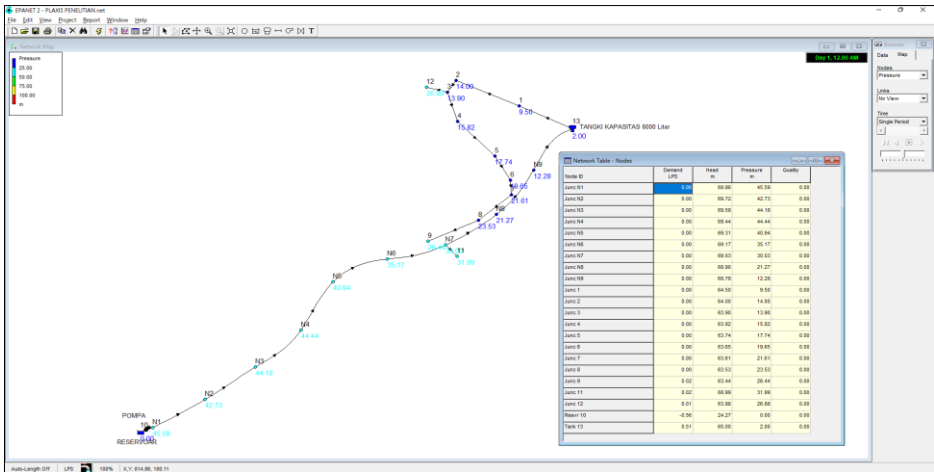 EPANET 2 - PLAXIS PENELITIAN.net
File Edit View Project Report Window Help
Network Map
Day 1, 12:00 AM
Pressure
25.00
50.00
75.00
100.00
m
Browser
Data Map
Nodes
Pressure
Links
No View
Time
Single Period
12
2
14.00
3
13.90
1
9.50
13
TANGKI KAPASITAS 6000 Liter
2.00
4
15.82
5
17.74
N9
12.28
6
19.65
21.61
N8
21.27
8
23.53
9
N7
11
31.99
N6
35.17
40.94
N4
44.44
N3
44.18
N2
42.73
POMPA
10
N1
45.59
0.00
RESERVOAR
Network Table - Nodes
Node ID Demand LPS Head m Pressure m Quality
Junc N1 0.00 69.86 45.59 0.00
Junc N2 0.00 69.72 42.73 0.00
Junc N3 0.00 69.58 44.18 0.00
Junc N4 0.00 69.44 44.44 0.00
Junc N5 0.00 69.31 40.94 0.00
Junc N6 0.00 69.17 35.17 0.00
Junc N7 0.00 69.03 30.03 0.00
Junc N8 0.00 68.90 21.27 0.00
Junc N9 0.00 68.78 12.28 0.00
Junc 1 0.00 64.50 9.50 0.00
Junc 2 0.00 64.00 14.00 0.00
Junc 3 0.00 63.90 13.90 0.00
Junc 4 0.00 63.82 15.82 0.00
Junc 5 0.00 63.74 17.74 0.00
Junc 6 0.00 63.65 19.65 0.00
Junc 7 0.00 63.61 21.61 0.00
Junc 8 0.00 63.53 23.53 0.00
Junc 9 0.02 63.44 26.44 0.00
Junc 11 0.02 68.99 31.99 0.00
Junc 12 0.01 63.88 26.88 0.00
Resvr 10 -0.56 24.27 0.00 0.00
Tank 13 0.51 65.00 2.00 0.00
Auto-Length Off LPS 100% X,Y: 814.86, 180.11